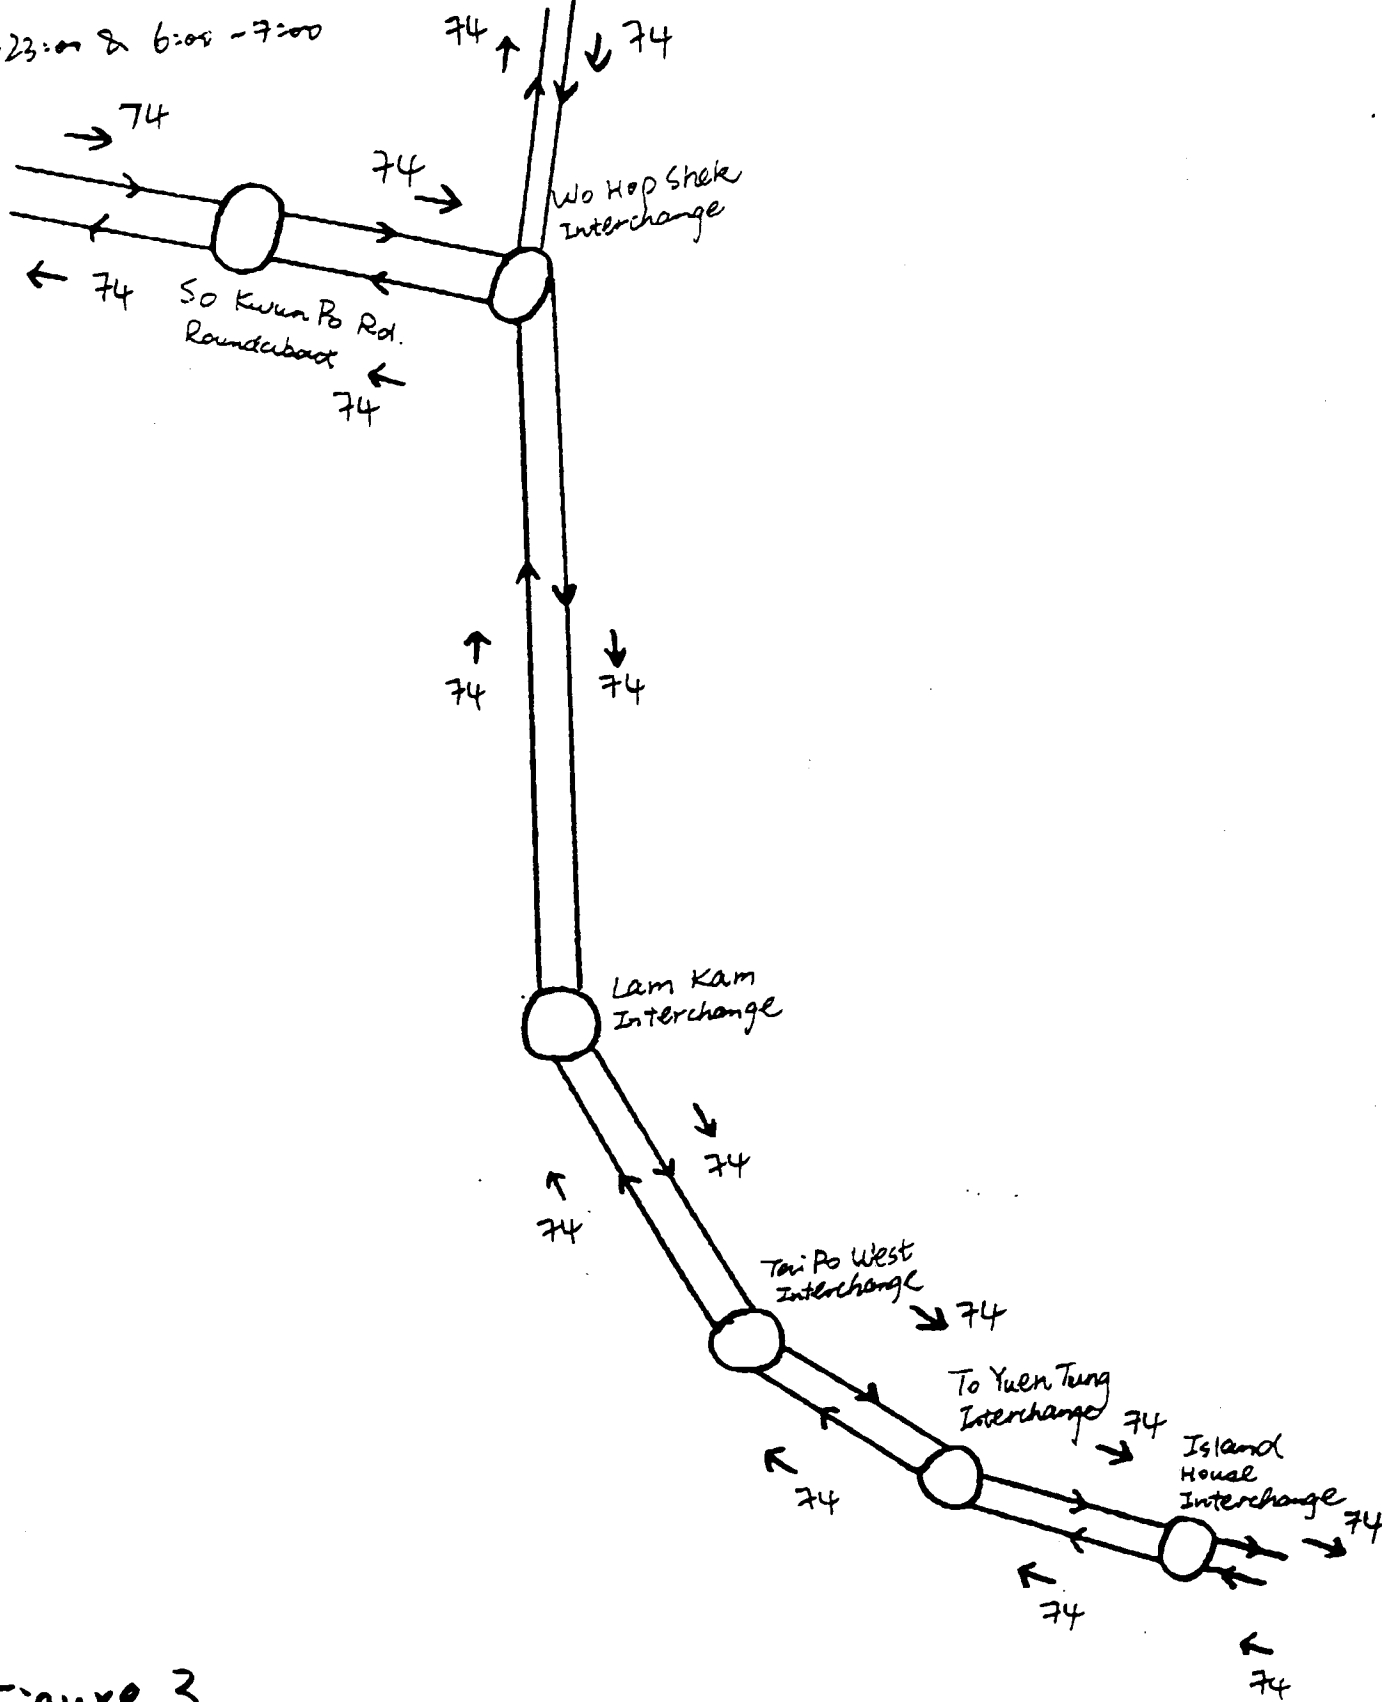 23:00 & 6:00 - 7:00
74
74
74
74
74
Wo Hop Shek
Interchange
74
So Kwun Po Rd.
Roundabout
74
74
74
Lam Kam
Interchange
74
74
Tai Po West
Interchange
74
To Yuen Tung
Interchange
74
Island
House
Interchange
74
74
74
74
Figure 3